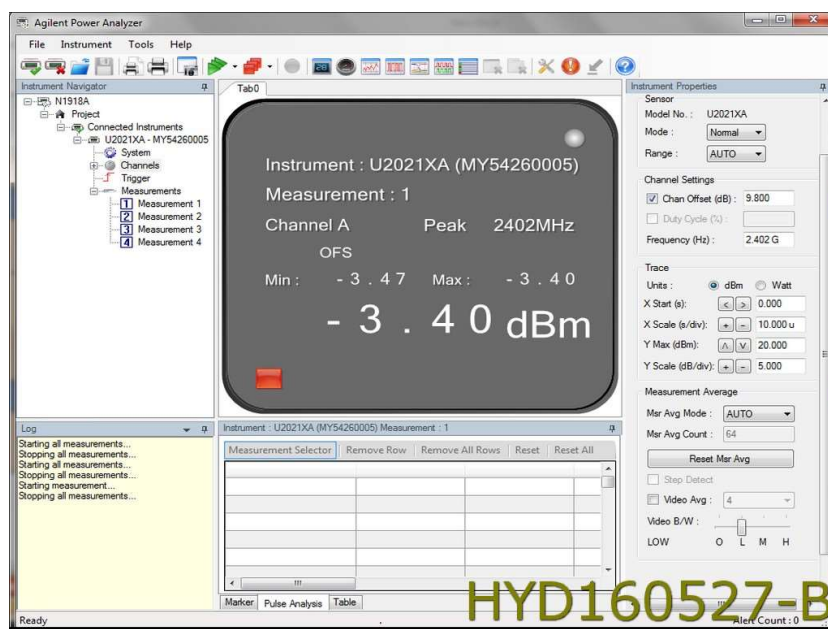 Agilent Power Analyzer
File Instrument Tools Help
Instrument Navigator
N1918A
Project
Connected Instruments
U2021XA - MY54260005
System
Channels
Trigger
Measurements
1 Measurement 1
2 Measurement 2
3 Measurement 3
4 Measurement 4
Tab0
Instrument : U2021XA (MY54260005)
Measurement : 1
Channel A Peak 2402MHz
OFS
Min : -3.47 Max : -3.40
-3.40 dBm
Instrument Properties
Sensor
Model No. : U2021XA
Mode : Normal
Range : AUTO
Channel Settings
Chan Offset (dB) : 9.800
Duty Cycle (%) :
Frequency (Hz) : 2.402 G
Trace
Units : dBm Watt
X Start (s): < > 0.000
X Scale (s/div): + - 10.000 u
Y Max (dBm): Λ V 20.000
Y Scale (dB/div): + - 5.000
Measurement Average
Msr Avg Mode : AUTO
Msr Avg Count : 64
Reset Msr Avg
Step Detect
Video Avg : 4
Video B/W :
LOW O L M H
Log
Starting all measurements...
Stopping all measurements...
Starting all measurements...
Stopping all measurements...
Starting measurement...
Stopping all measurements...
Instrument : U2021XA (MY54260005) Measurement : 1
Measurement Selector Remove Row Remove All Rows Reset Reset All
Marker Pulse Analysis Table
HYD160527-B
Ready
Alert Count : 0